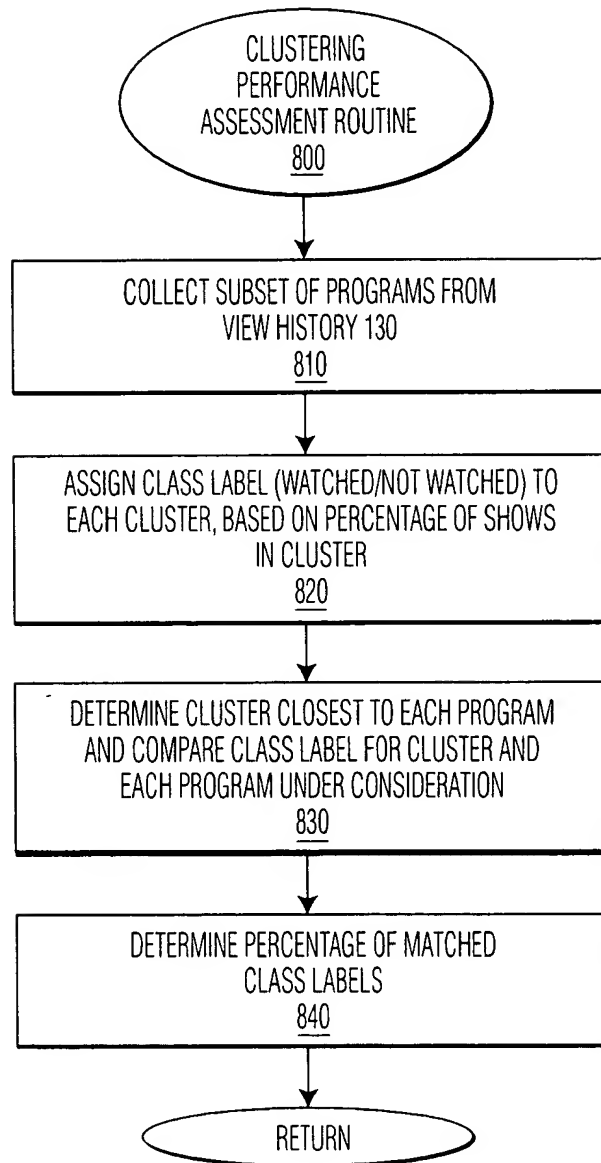 CLUSTERING
PERFORMANCE
ASSESSMENT ROUTINE
800
COLLECT SUBSET OF PROGRAMS FROM
VIEW HISTORY 130
810
ASSIGN CLASS LABEL (WATCHED/NOT WATCHED) TO
EACH CLUSTER, BASED ON PERCENTAGE OF SHOWS
IN CLUSTER
820
DETERMINE CLUSTER CLOSEST TO EACH PROGRAM
AND COMPARE CLASS LABEL FOR CLUSTER AND
EACH PROGRAM UNDER CONSIDERATION
830
DETERMINE PERCENTAGE OF MATCHED
CLASS LABELS
840
RETURN